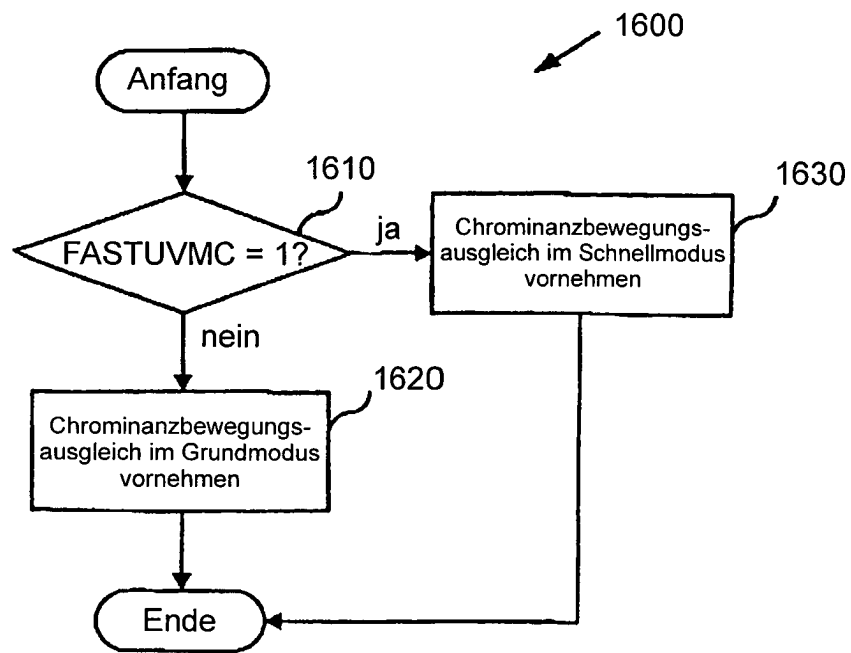 1600
Anfang
1610
FASTUVMC = 1?
ja
1630
Chrominanzbewegungs-
ausgleich im Schnellmodus
vornehmen
nein
1620
Chrominanzbewegungs-
ausgleich im Grundmodus
vornehmen
Ende